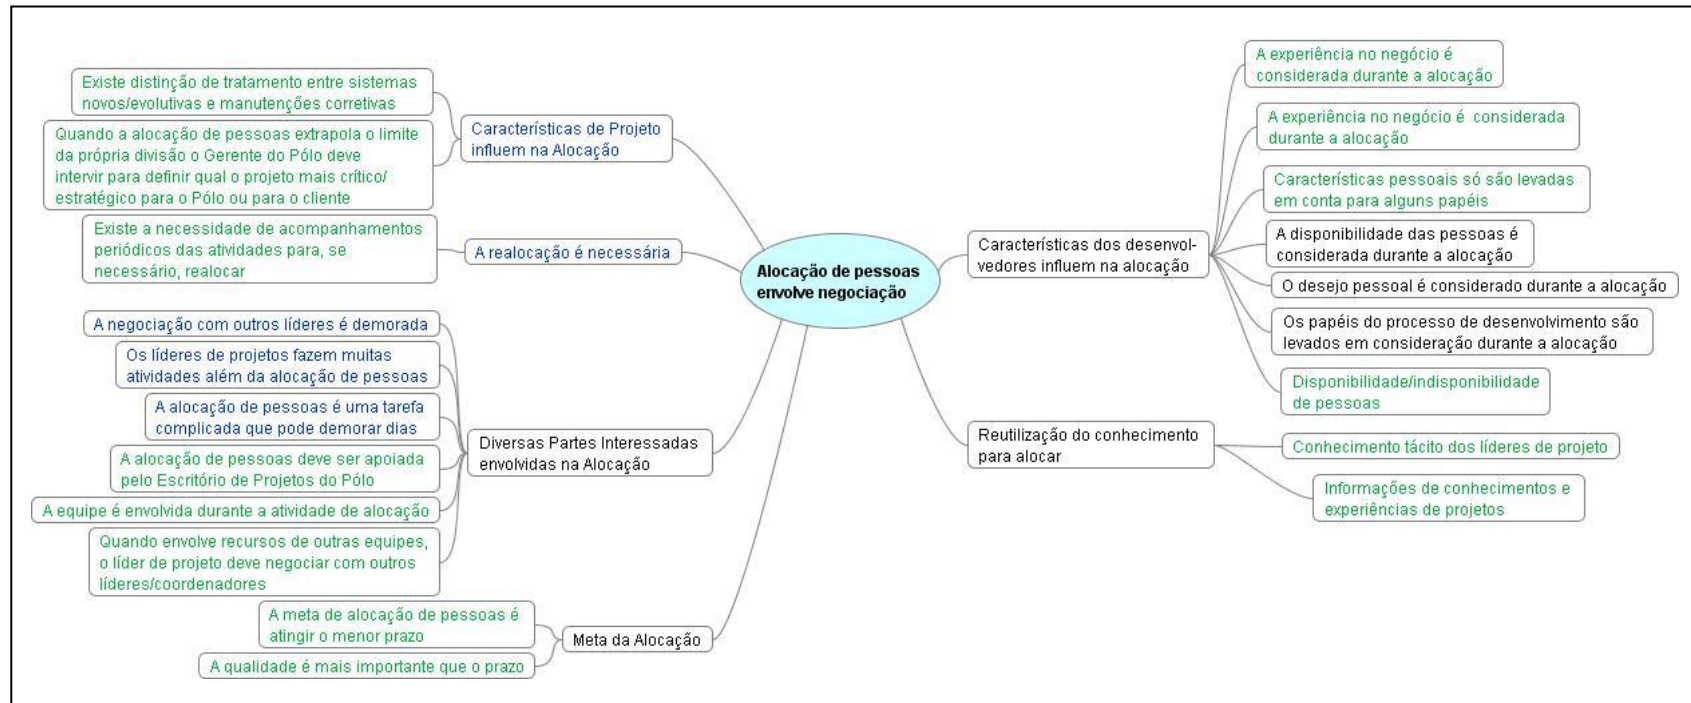 Existe distinção de tratamento entre sistemas
novos/evolutivas e manutenções corretivas
Quando a alocação de pessoas extrapola o limite
da própria divisão o Gerente do Pólo deve
intervir para definir qual o projeto mais crítico/
estratégico para o Pólo ou para o cliente
Características de Projeto
influem na Alocação
Existe a necessidade de acompanhamentos
periódicos das atividades para, se
necessário, realocar
A realocação é necessária
A negociação com outros líderes é demorada
Os líderes de projetos fazem muitas
atividades além da alocação de pessoas
A alocação de pessoas é uma tarefa
complicada que pode demorar dias
A alocação de pessoas deve ser apoiada
pelo Escritório de Projetos do Pólo
A equipe é envolvida durante a atividade de alocação
Quando envolve recursos de outras equipes,
o líder de projeto deve negociar com outros
líderes/coordenadores
Diversas Partes Interessadas
envolvidas na Alocação
A meta de alocação de pessoas é
atingir o menor prazo
A qualidade é mais importante que o prazo
Meta da Alocação
Alocação de pessoas
envolve negociação
Características dos desenvol-
vedores influem na alocação
A experiência no negócio é
considerada durante a alocação
A experiência no negócio é considerada
durante a alocação
Características pessoais só são levadas
em conta para alguns papéis
A disponibilidade das pessoas é
considerada durante a alocação
O desejo pessoal é considerado durante a alocação
Os papéis do processo de desenvolvimento são
levados em consideração durante a alocação
Disponibilidade/indisponibilidade
de pessoas
Reutilização do conhecimento
para alocar
Conhecimento tácito dos líderes de projeto
Informações de conhecimentos e
experiências de projetos